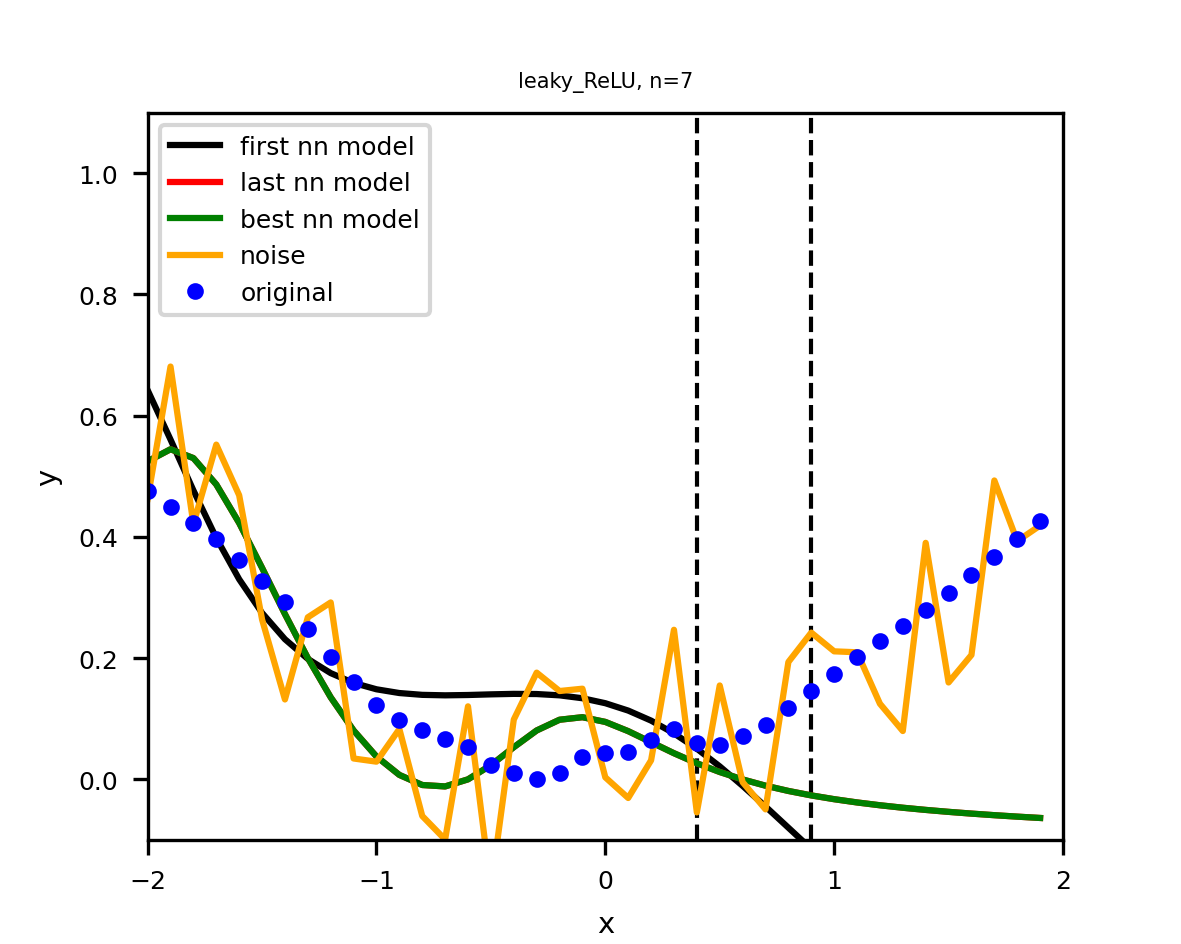 leaky_ReLU, n=7
first nn model
last nn model
best nn model
noise
original
1.0
0.8
0.6
0.4
0.2
0.0
y
−2
−1
0
1
2
x